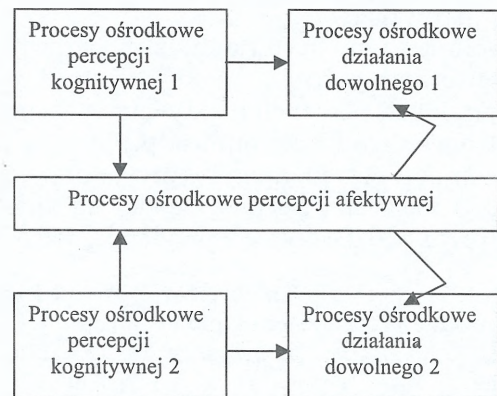 Procesy ośrodkowe
percepcji
kognitywnej 1
Procesy ośrodkowe
działania
dowolnego 1
Procesy ośrodkowe percepcji afektywnej
Procesy ośrodkowe
percepcji
kognitywnej 2
Procesy ośrodkowe
działania
dowolnego 2